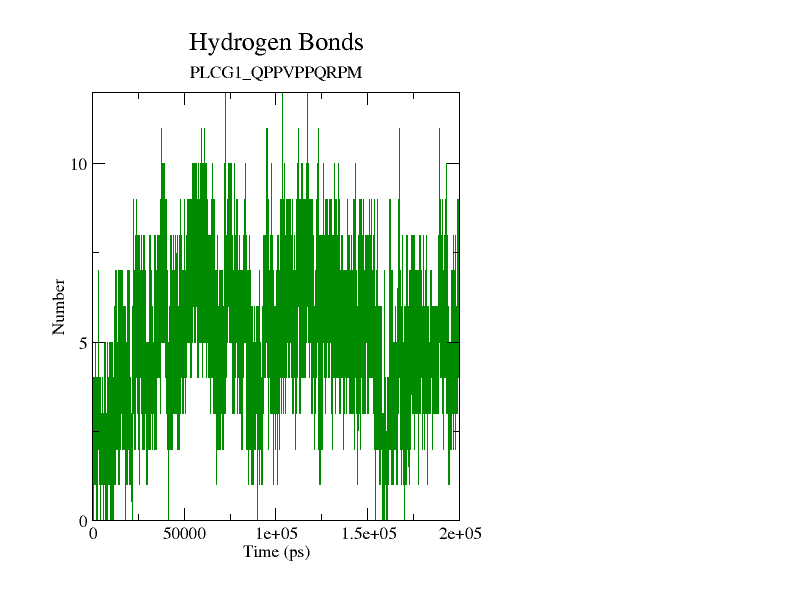 Hydrogen Bonds
PLCG1_QPPVPPQRPM
10
5
0
Number
0 50000 1e+05 1.5e+05 2e+05
Time (ps)